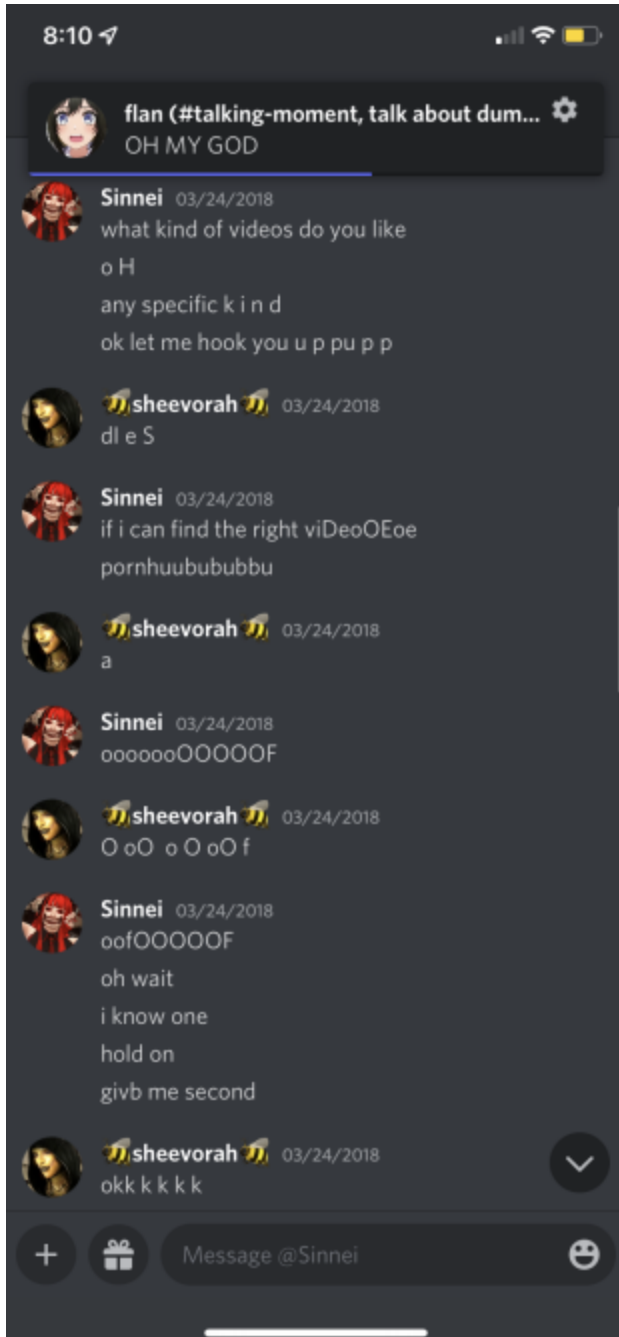 8:10
flan (#talking-moment, talk about dum...
OH MY GOD
Sinnei 03/24/2018
what kind of videos do you like
o H
any specific k i n d
ok let me hook you u p pu p p
🐝sheevorah🐝 03/24/2018
dI e S
Sinnei 03/24/2018
if i can find the right viDeoOEoe
pornhuubububbu
🐝sheevorah🐝 03/24/2018
a
Sinnei 03/24/2018
ooooooOOOOOF
🐝sheevorah🐝 03/24/2018
O oO o O oO f
Sinnei 03/24/2018
oofOOOOOF
oh wait
i know one
hold on
givb me second
🐝sheevorah🐝 03/24/2018
okk k k k k
Message @Sinnei